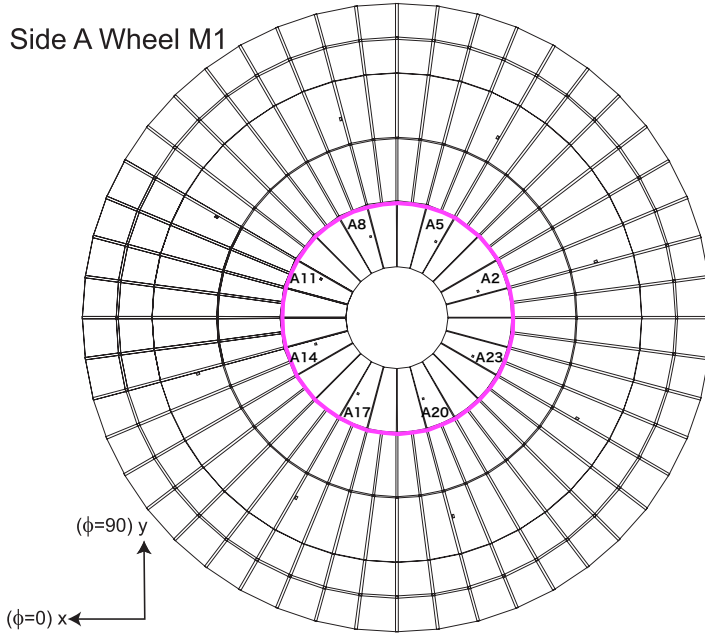 Side A Wheel M1
A8
A5
A11
A2
A14
A23
A17
A20
(ϕ=90) y
(ϕ=0) x